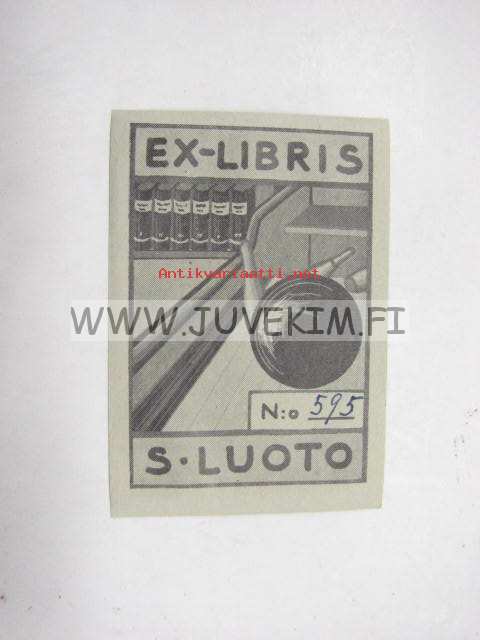 EX-LIBRIS
Antikvariaatti.net
WWW.JUVEKIM.FI
N:o 595
S·LUOTO